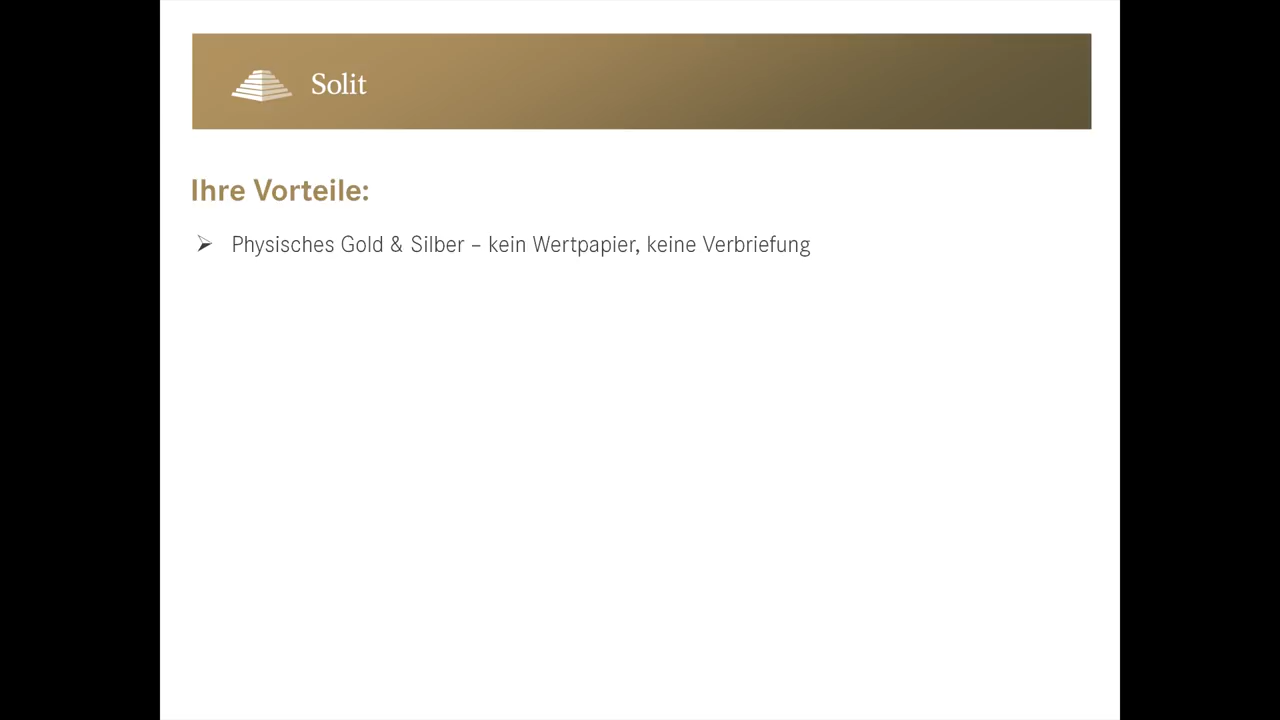 Solit
Ihre Vorteile:
➢ Physisches Gold & Silber – kein Wertpapier, keine Verbriefung